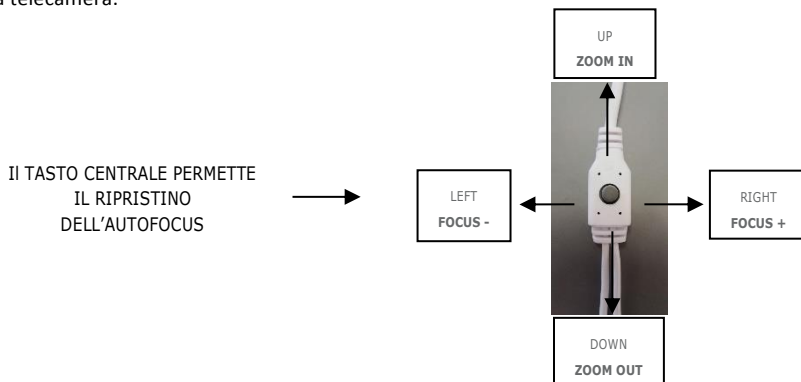 telecamera.
UP
ZOOM IN
Il TASTO CENTRALE PERMETTE
IL RIPRISTINO
DELL'AUTOFOCUS
LEFT
FOCUS -
RIGHT
FOCUS +
DOWN
ZOOM OUT